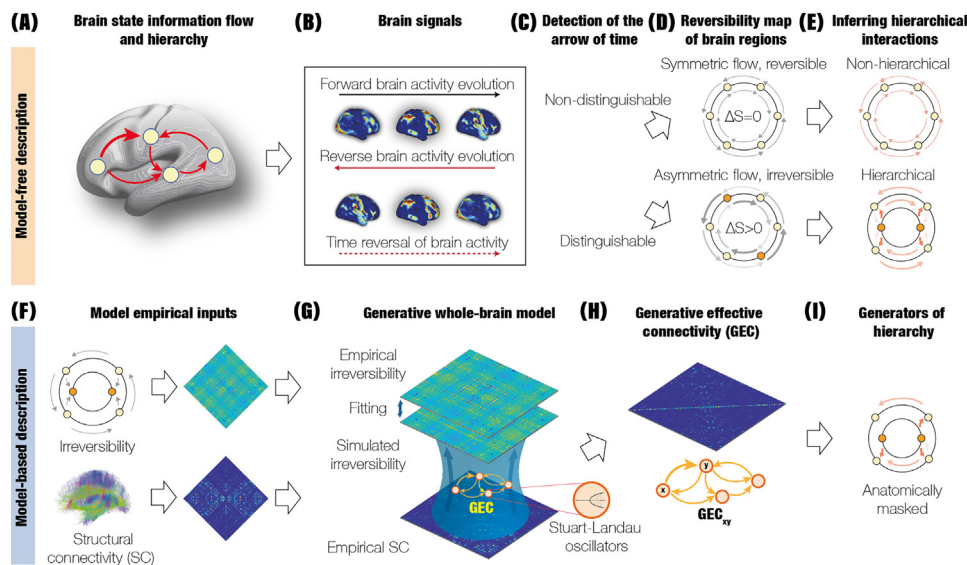 (A) Brain state information flow
and hierarchy
(B) Brain signals
(C) Detection of the
arrow of time
(D) Reversibility map
of brain regions
(E) Inferring hierarchical
interactions
Model-free description
Forward brain activity evolution
Reverse brain activity evolution
Time reversal of brain activity
Non-distinguishable
Distinguishable
Symmetric flow, reversible
ΔS=0
Asymmetric flow, irreversible
ΔS>0
Non-hierarchical
Hierarchical
(F) Model empirical inputs
(G) Generative whole-brain model
(H) Generative effective
connectivity (GEC)
(I) Generators of
hierarchy
Model-based description
Irreversibility
Structural
connectivity (SC)
Empirical
irreversibility
Fitting
Simulated
irreversibility
GEC
Empirical SC
Stuart-Landau
oscillators
x
y
GECxy
Anatomically
masked